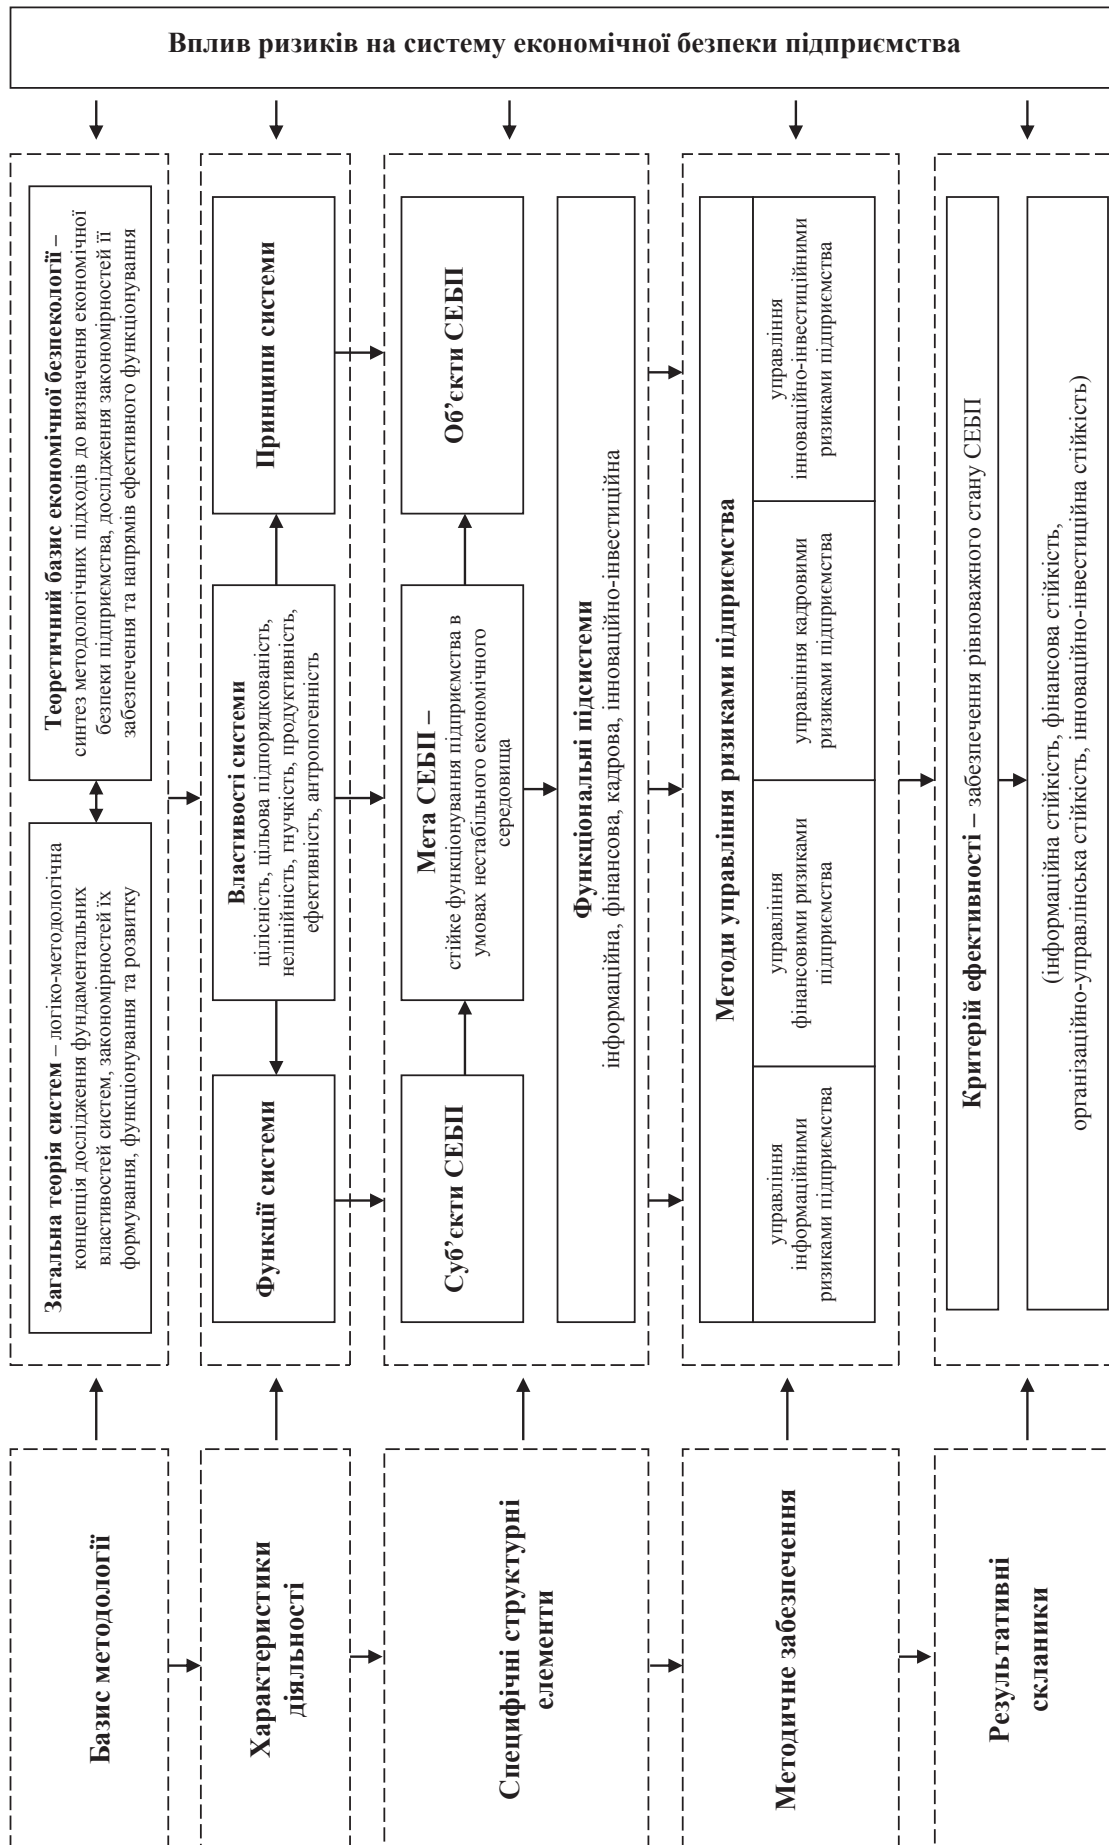 Вплив ризиків на систему економічної безпеки підприємства
Базис методології
Загальна теорія систем – логіко-методологічна
концепція дослідження фундаментальних
властивостей систем, закономірностей їх
формування, функціонування та розвитку
Теоретичний базис економічної безпекології –
синтез методологічних підходів до визначення економічної
безпеки підприємства, дослідження закономірностей її
забезпечення та напрямів ефективного функціонування
Характеристики
діяльності
Функції системи
Властивості системи
цілісність, цільова підпорядкованість,
нелінійність, гнучкість, продуктивність,
ефективність, антропогенність
Принципи системи
Специфічні структурні
елементи
Суб’єкти СЕБП
Мета СЕБП –
стійке функціонування підприємства в
умовах нестабільного економічного
середовища
Об’єкти СЕБП
Функціональні підсистеми
інформаційна, фінансова, кадрова, інноваційно-інвестиційна
Методичне забезпечення
Методи управління ризиками підприємства
управління
інформаційними
ризиками підприємства
управління
фінансовими ризиками
підприємства
управління кадровими
ризиками підприємства
управління
інноваційно-інвестиційними
ризиками підприємства
Результативні
скланики
Критерій ефективності – забезпечення рівноважного стану СЕБП
(інформаційна стійкість, фінансова стійкість,
організаційно-управлінська стійкість, інноваційно-інвестиційна стійкість)